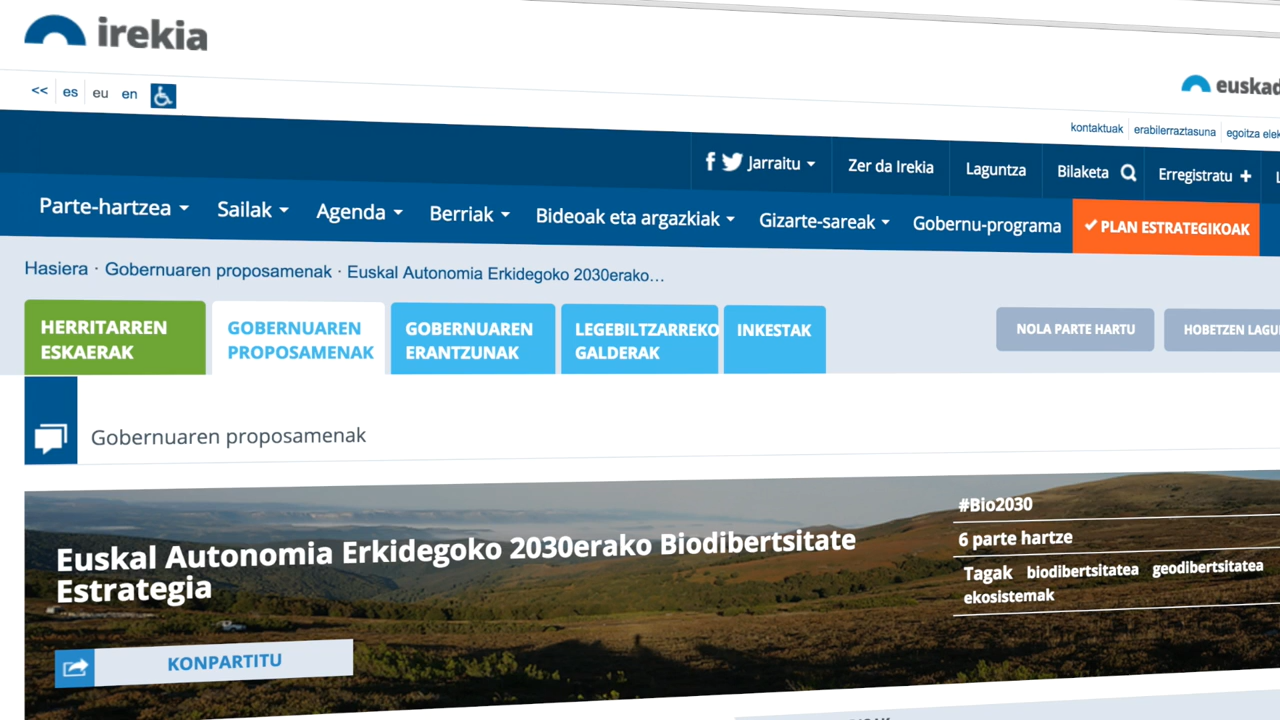 irekia
<< es eu en
kontaktuak erabilerraztasuna egoitza
Jarraitu Zer da Irekia Laguntza Bilaketa Erregistratu
Parte-hartzea Sailak Agenda Berriak Bideoak eta argazkiak Gizarte-sareak Gobernu-programa PLAN ESTRATEGIKOAK
Hasiera · Gobernuaren proposamenak · Euskal Autonomia Erkidegoko 2030erako...
HERRITARREN
ESKAERAK
GOBERNUAREN
PROPOSAMENAK
GOBERNUAREN
ERANTZUNAK
LEGEBILTZARREKO
GALDERAK
INKESTAK
NOLA PARTE HARTU
HOBETZEN
Gobernuaren proposamenak
Euskal Autonomia Erkidegoko 2030erako Biodibertsitate
Estrategia
KONPARTITU
#Bio2030
6 parte hartze
Tagak biodibertsitatea geodibertsitatea
ekosistemak